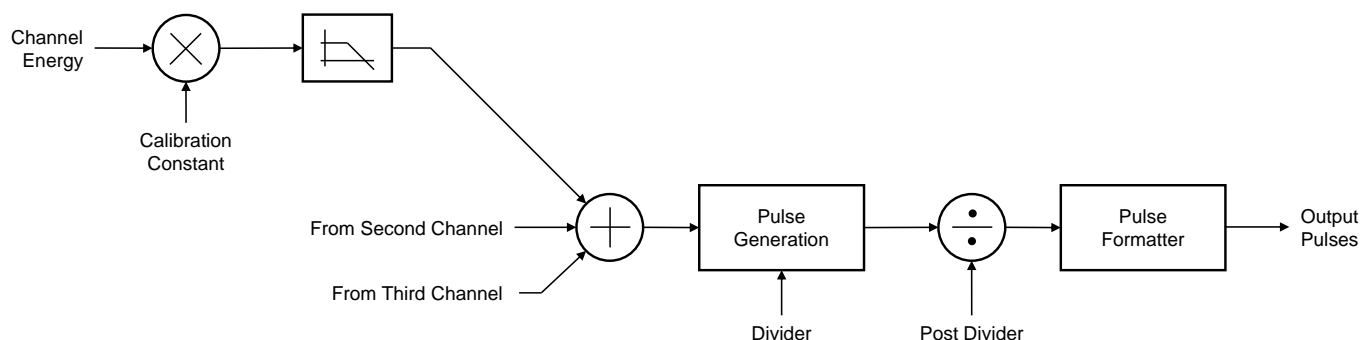 Channel
Energy
Calibration
Constant
From Second Channel
From Third Channel
Pulse
Generation
Divider
Post Divider
Pulse
Formatter
Output
Pulses